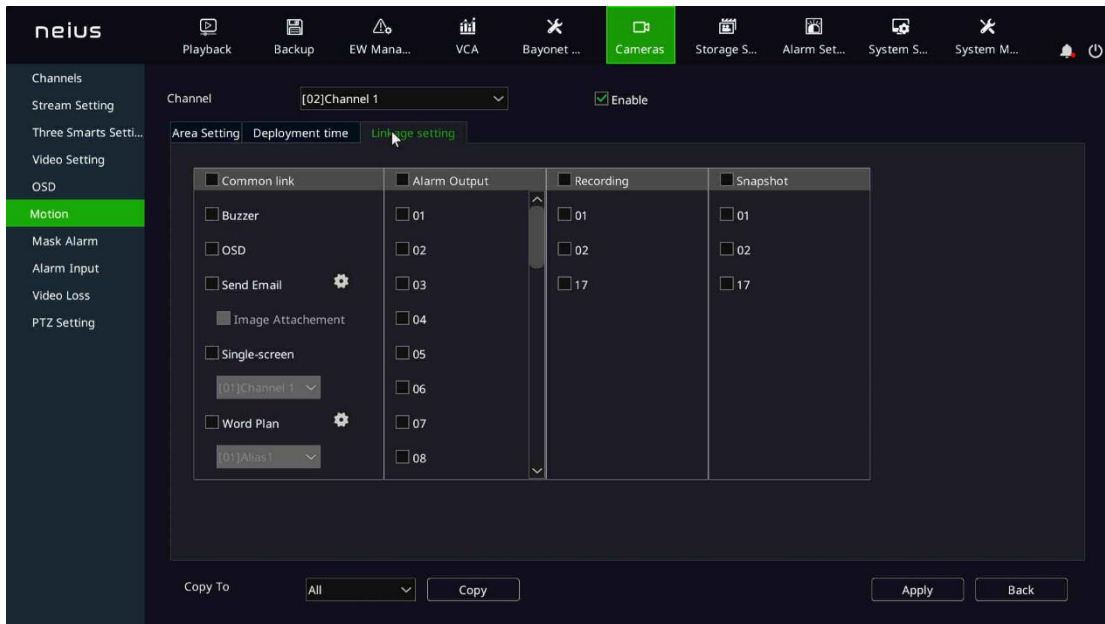 neius
Playback Backup EW Mana... VCA Bayonet ... Cameras Storage S... Alarm Set... System S... System M...
Channels
Stream Setting
Three Smarts Setti...
Video Setting
OSD
Motion
Mask Alarm
Alarm Input
Video Loss
PTZ Setting
Channel [02]Channel 1 Enable
Area Setting Deployment time Linkage setting
Common link Alarm Output Recording Snapshot
Buzzer 01 01 01
OSD 02 02 02
Send Email 03 17 17
Image Attachement 04
Single-screen 05
[01]Channel 1 06
Word Plan 07
[01]Alias1 08
Copy To All Copy Apply Back